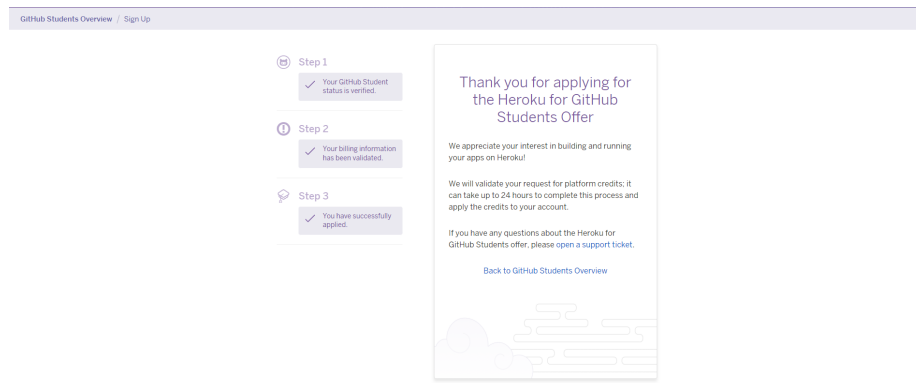 GitHub Students Overview / Sign Up
Step 1
Your GitHub Student
status is verified.
Step 2
Your billing information
has been validated.
Step 3
You have successfully
applied.
Thank you for applying for
the Heroku for GitHub
Students Offer
We appreciate your interest in building and running
your apps on Heroku!
We will validate your request for platform credits; it
can take up to 24 hours to complete this process and
apply the credits to your account.
If you have any questions about the Heroku for
GitHub Students offer, please open a support ticket.
Back to GitHub Students Overview